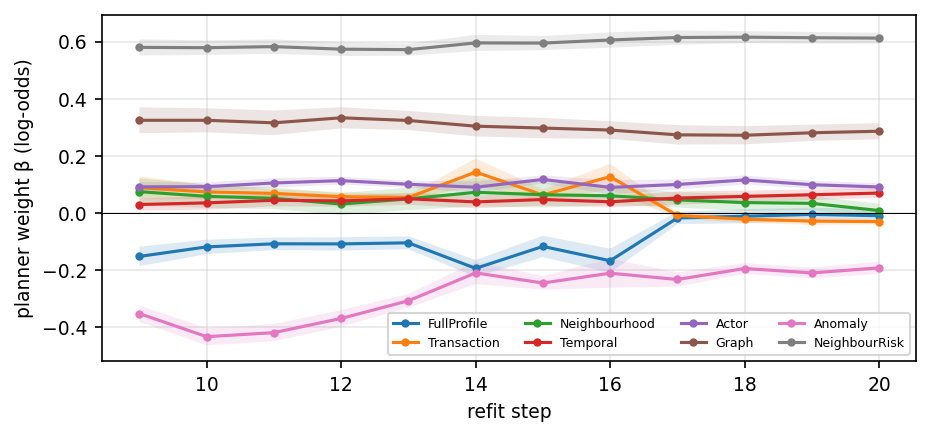 planner weight β (log-odds)
0.6
0.4
0.2
0.0
−0.2
−0.4
FullProfile
Neighbourhood
Actor
Anomaly
Transaction
Temporal
Graph
NeighbourRisk
10
12
14
16
18
20
refit step